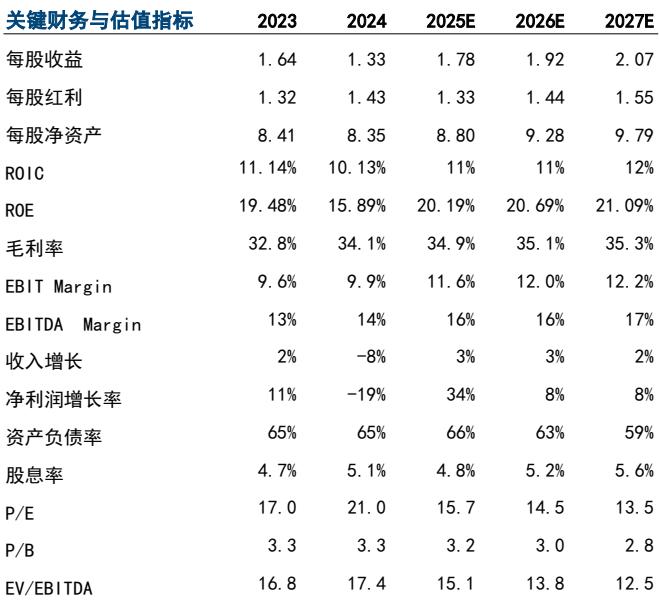 关键财务与估值指标 2023 2024 2025E 2026E 2027E
每股收益 1.64 1.33 1.78 1.92 2.07
每股红利 1.32 1.43 1.33 1.44 1.55
每股净资产 8.41 8.35 8.80 9.28 9.79
ROIC 11.14% 10.13% 11% 11% 12%
ROE 19.48% 15.89% 20.19% 20.69% 21.09%
毛利率 32.8% 34.1% 34.9% 35.1% 35.3%
EBIT Margin 9.6% 9.9% 11.6% 12.0% 12.2%
EBITDA Margin 13% 14% 16% 16% 17%
收入增长 2% -8% 3% 3% 2%
净利润增长率 11% -19% 34% 8% 8%
资产负债率 65% 65% 66% 63% 59%
股息率 4.7% 5.1% 4.8% 5.2% 5.6%
P/E 17.0 21.0 15.7 14.5 13.5
P/B 3.3 3.3 3.2 3.0 2.8
EV/EBITDA 16.8 17.4 15.1 13.8 12.5